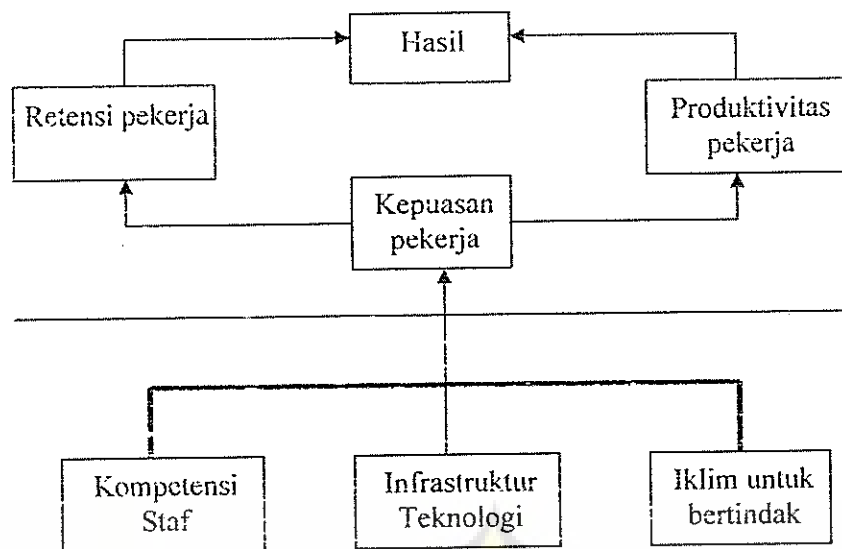 Hasil
Retensi pekerja
Produktivitas
pekerja
Kepuasan
pekerja
Kompetensi
Staf
Infrastruktur
Teknologi
Iklim untuk
bertindak